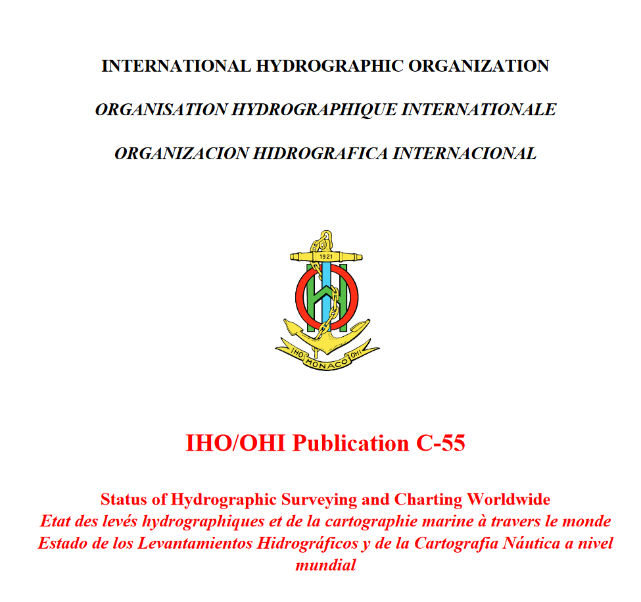 INTERNATIONAL HYDROGRAPHIC ORGANIZATION
ORGANISATION HYDROGRAPHIQUE INTERNATIONALE
ORGANIZACION HIDROGRAFICA INTERNACIONAL
1921
IHO MONACO OHI
IHO/OHI Publication C-55
Status of Hydrographic Surveying and Charting Worldwide
Etat des levés hydrographiques et de la cartographie marine à travers le monde
Estado de los Levantamientos Hidrográficos y de la Cartografia Náutica a nivel
mundial